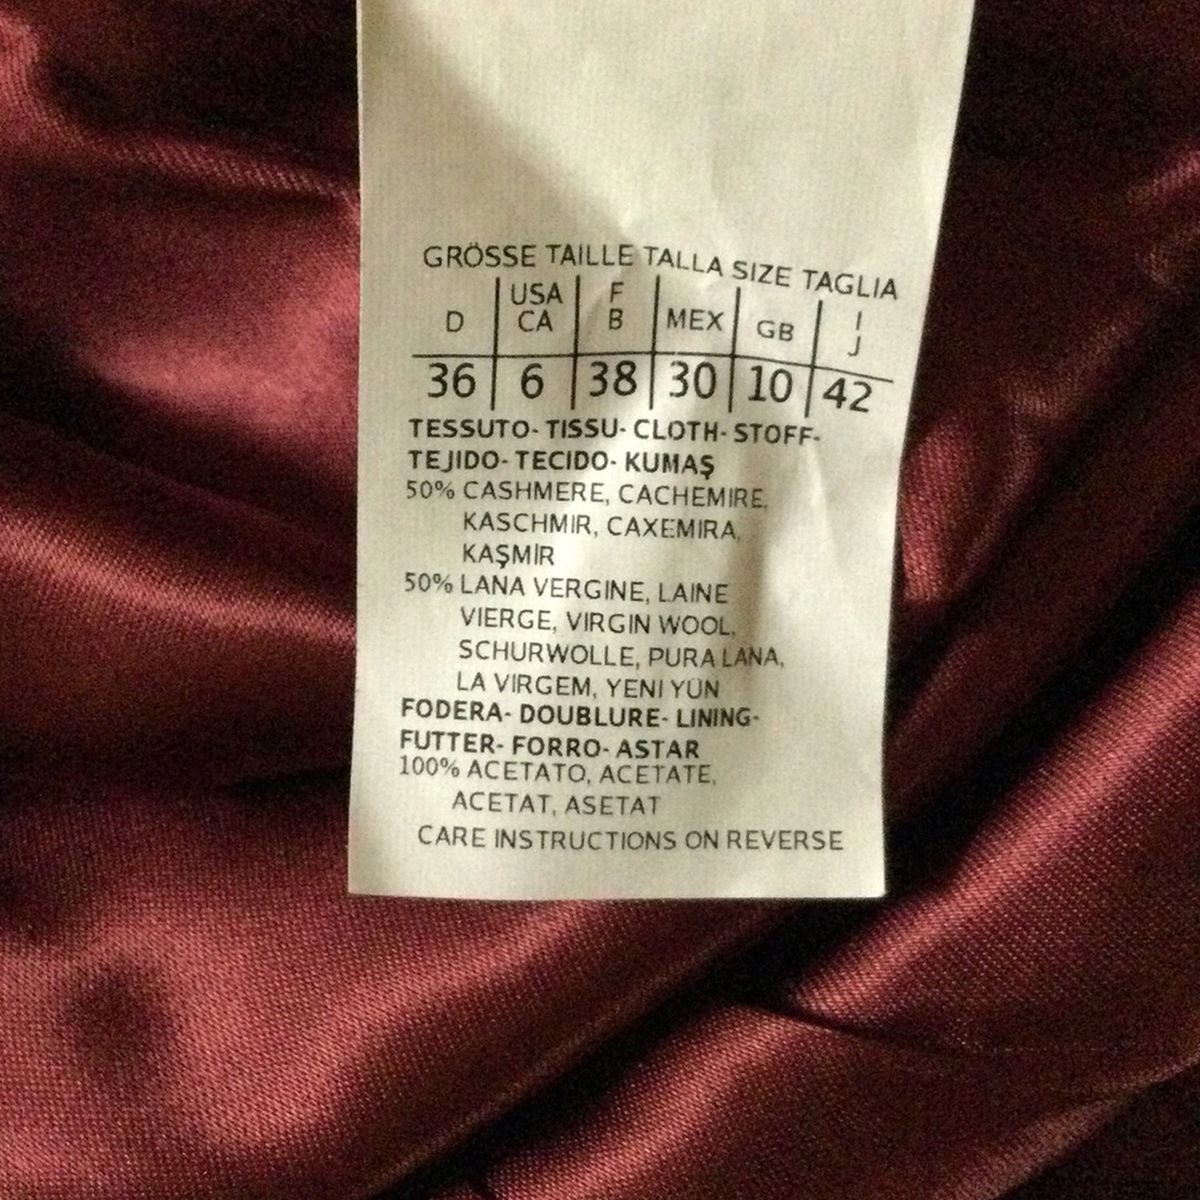 GRÖSSE TAILLE TALLA SIZE TAGLIA
D | USA CA | F B | MEX | GB | I J
36 | 6 | 38 | 30 | 10 | 42
TESSUTO- TISSU- CLOTH- STOFF-
TEJIDO- TECIDO- KUMAŞ
50% CASHMERE, CACHEMIRE,
KASCHMIR, CAXEMIRA,
KAŞMİR
50% LANA VERGINE, LAINE
VIERGE, VIRGIN WOOL,
SCHURWOLLE, PURA LANA,
LA VIRGEM, YENI YÜN
FODERA- DOUBLURE- LINING-
FUTTER- FORRO- ASTAR
100% ACETATO, ACETATE,
ACETAT, ASETAT
CARE INSTRUCTIONS ON REVERSE